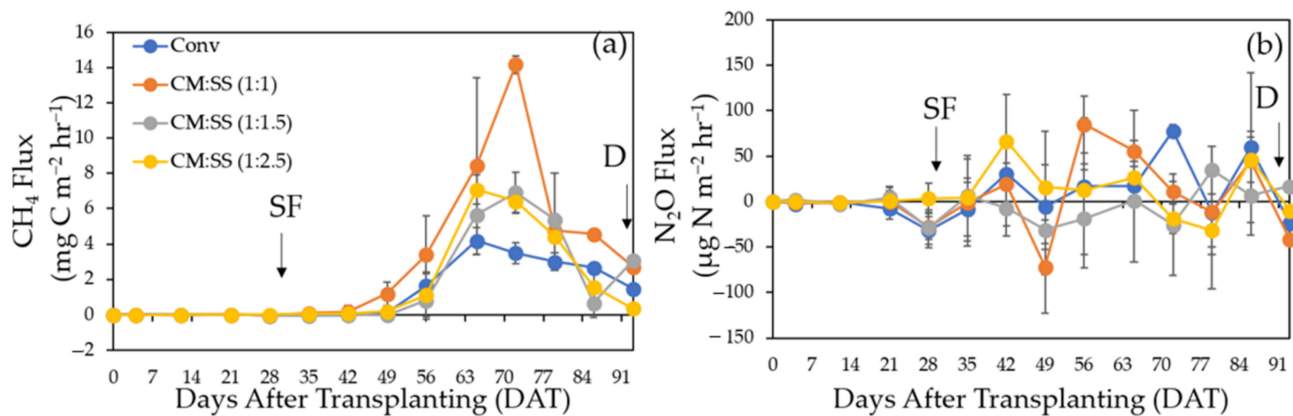 (a)
CH4 Flux
(mg C m−2 hr−1)
16
14
12
10
8
6
4
2
0
−2
Conv
CM:SS (1:1)
CM:SS (1:1.5)
CM:SS (1:2.5)
SF
D
0 7 14 21 28 35 42 49 56 63 70 77 84 91
Days After Transplanting (DAT)
(b)
N2O Flux
(µg N m−2 hr−1)
200
150
100
50
0
−50
−100
−150
SF
D
0 7 14 21 28 35 42 49 56 63 70 77 84 91
Days After Transplanting (DAT)